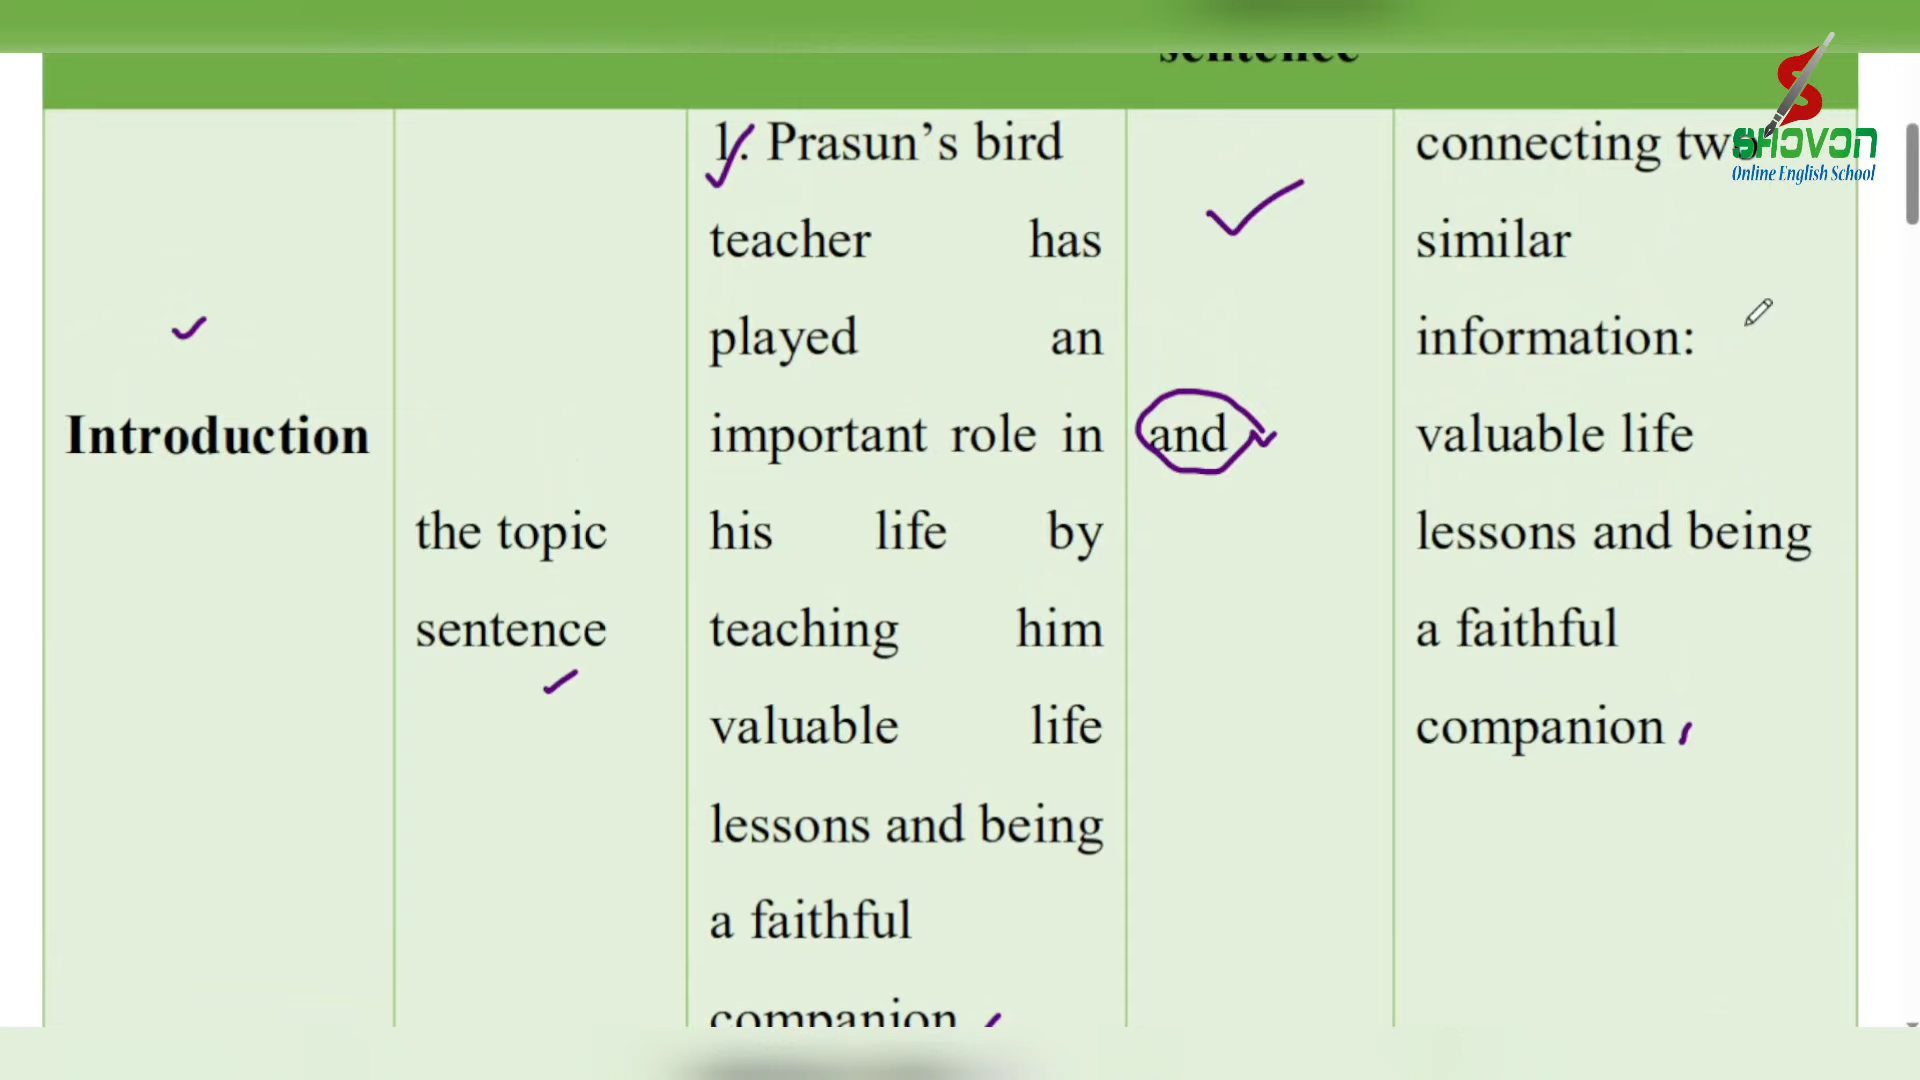 sentence
SHOVON
Online English School
Introduction
the topic
sentence
1. Prasun’s bird
teacher has
played an
important role in
his life by
teaching him
valuable life
lessons and being
a faithful
companion
and
connecting two
similar
information:
valuable life
lessons and being
a faithful
companion